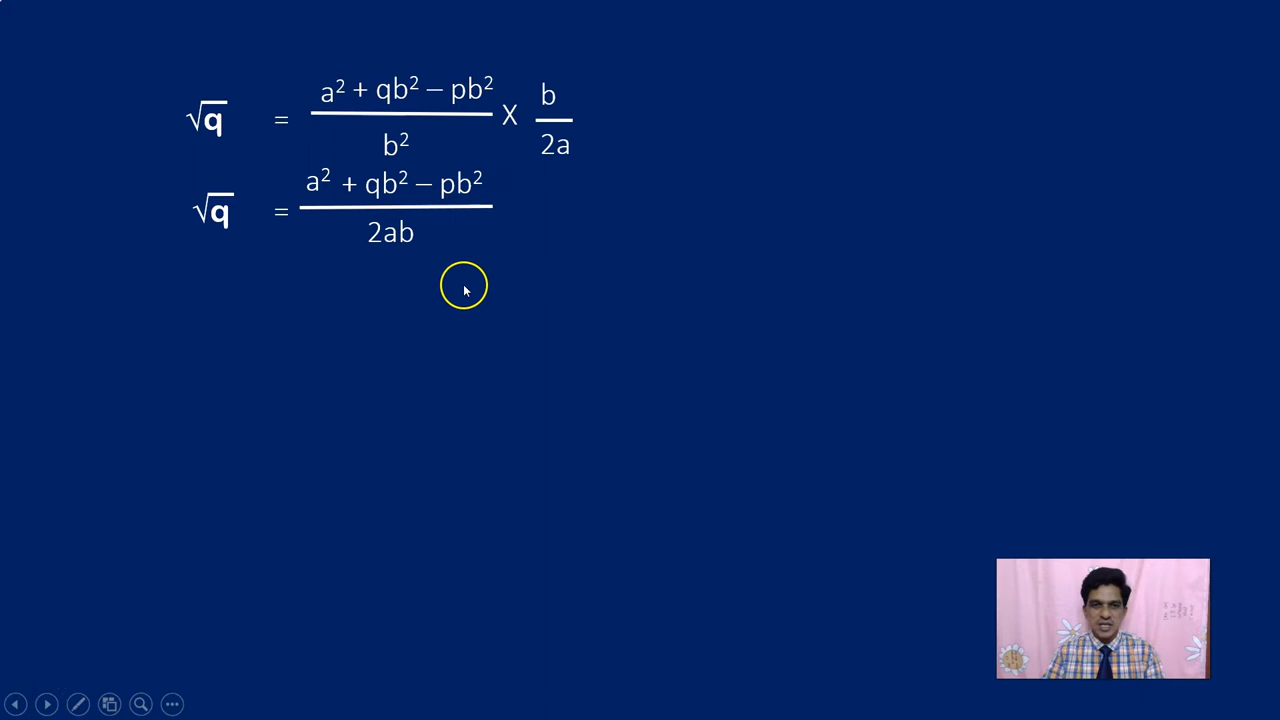 √q = (a² + qb² – pb²) / b² X b / 2a
√q = (a² + qb² – pb²) / 2ab